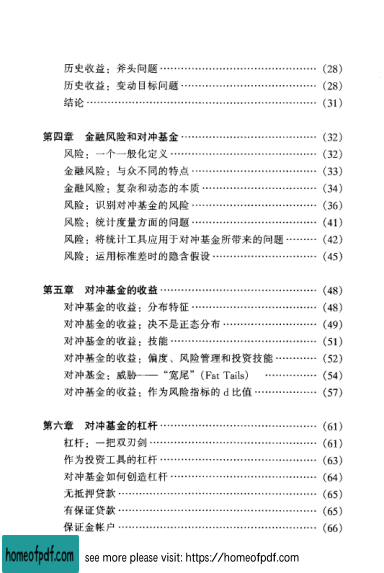 历史收益：斧头问题……………………………………（28）
历史收益：变动目标问题………………………………（28）
结论……………………………………………………（31）
第四章 金融风险和对冲基金……………………………（32）
风险：一个一般化定义…………………………………（32）
金融风险：与众不同的特点……………………………（33）
金融风险：复杂和动态的本质…………………………（34）
风险：识别对冲基金的风险……………………………（36）
风险：统计度量方面的问题……………………………（41）
风险：将统计工具应用于对冲基金所带来的问题………（42）
风险：运用标准差时的隐含假设………………………（45）
第五章 对冲基金的收益…………………………………（48）
对冲基金的收益：分布特征……………………………（48）
对冲基金的收益：决不是正态分布……………………（49）
对冲基金的收益：技能…………………………………（51）
对冲基金的收益：偏度、风险管理和投资技能…………（52）
对冲基金：威胁——“宽尾”（Fat Tails） ……………（54）
对冲基金的收益：作为风险指标的d比值………………（57）
第六章 对冲基金的杠杆…………………………………（61）
杠杆：一把双刃剑………………………………………（61）
作为投资工具的杠杆……………………………………（63）
对冲基金如何创造杠杆…………………………………（64）
无抵押贷款………………………………………………（65）
有保证贷款………………………………………………（65）
保证金帐户………………………………………………（66）
homeofpdf.com see more please visit: https://homeofpdf.com